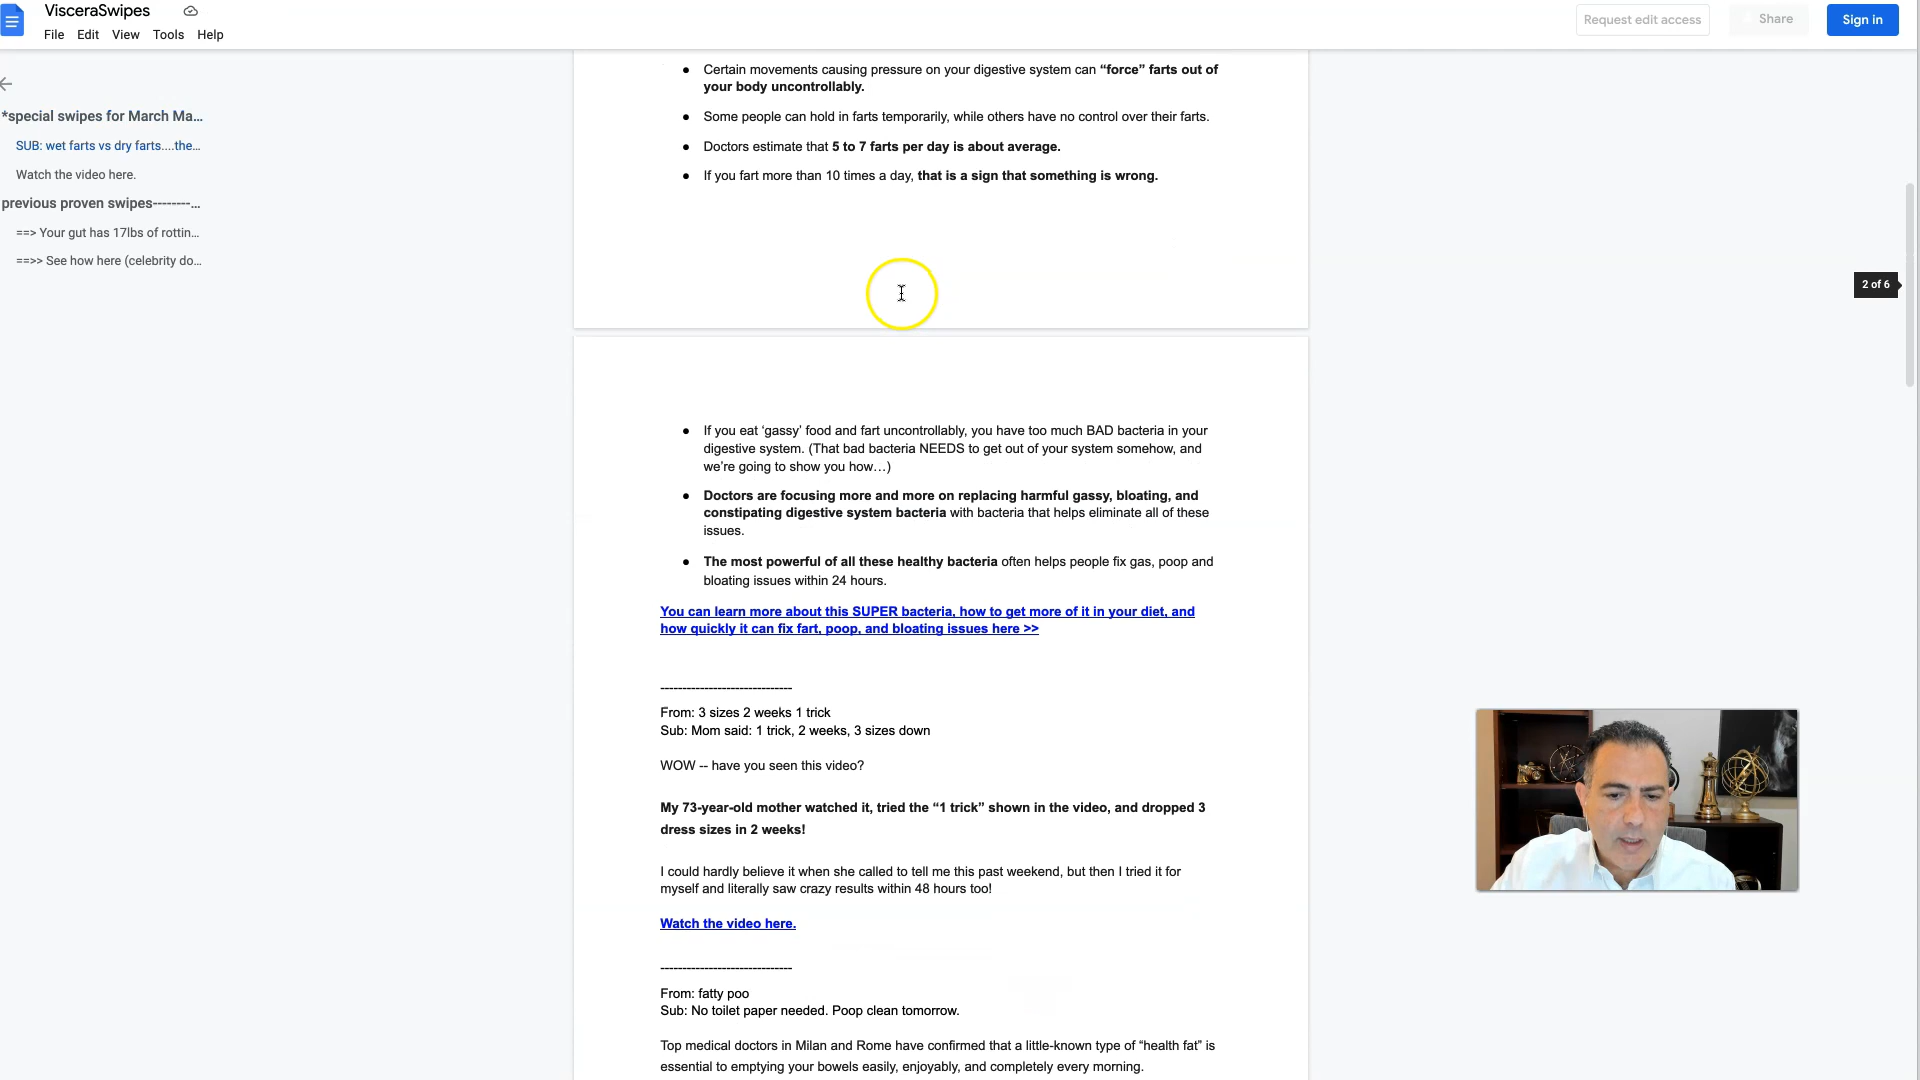 VisceraSwipes
File Edit View Tools Help
Request edit access
Share
Sign in
*special swipes for March Ma...
SUB: wet farts vs dry farts....the...
Watch the video here.
previous proven swipes--------...
==> Your gut has 17lbs of rottin...
==>> See how here (celebrity do...
● Certain movements causing pressure on your digestive system can “force” farts out of
your body uncontrollably.
● Some people can hold in farts temporarily, while others have no control over their farts.
● Doctors estimate that 5 to 7 farts per day is about average.
● If you fart more than 10 times a day, that is a sign that something is wrong.
2 of 6
● If you eat ‘gassy’ food and fart uncontrollably, you have too much BAD bacteria in your
digestive system. (That bad bacteria NEEDS to get out of your system somehow, and
we’re going to show you how…)
● Doctors are focusing more and more on replacing harmful gassy, bloating, and
constipating digestive system bacteria with bacteria that helps eliminate all of these
issues.
● The most powerful of all these healthy bacteria often helps people fix gas, poop and
bloating issues within 24 hours.
You can learn more about this SUPER bacteria, how to get more of it in your diet, and
how quickly it can fix fart, poop, and bloating issues here >>
------------------------------
From: 3 sizes 2 weeks 1 trick
Sub: Mom said: 1 trick, 2 weeks, 3 sizes down
WOW -- have you seen this video?
My 73-year-old mother watched it, tried the “1 trick” shown in the video, and dropped 3
dress sizes in 2 weeks!
I could hardly believe it when she called to tell me this past weekend, but then I tried it for
myself and literally saw crazy results within 48 hours too!
Watch the video here.
------------------------------
From: fatty poo
Sub: No toilet paper needed. Poop clean tomorrow.
Top medical doctors in Milan and Rome have confirmed that a little-known type of “health fat” is
essential to emptying your bowels easily, enjoyably, and completely every morning.